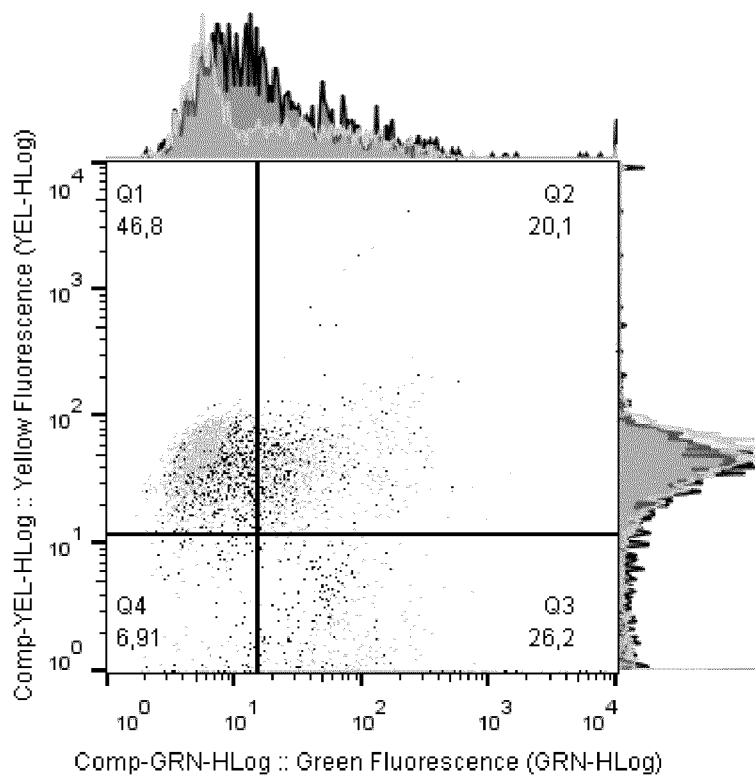 Q1
46,8
Q2
20,1
Q4
6,91
Q3
26,2
10^4
10^3
10^2
10^1
10^0
10^0
10^1
10^2
10^3
10^4
Comp-YEL-HLog :: Yellow Fluorescence (YEL-HLog)
Comp-GRN-HLog :: Green Fluorescence (GRN-HLog)